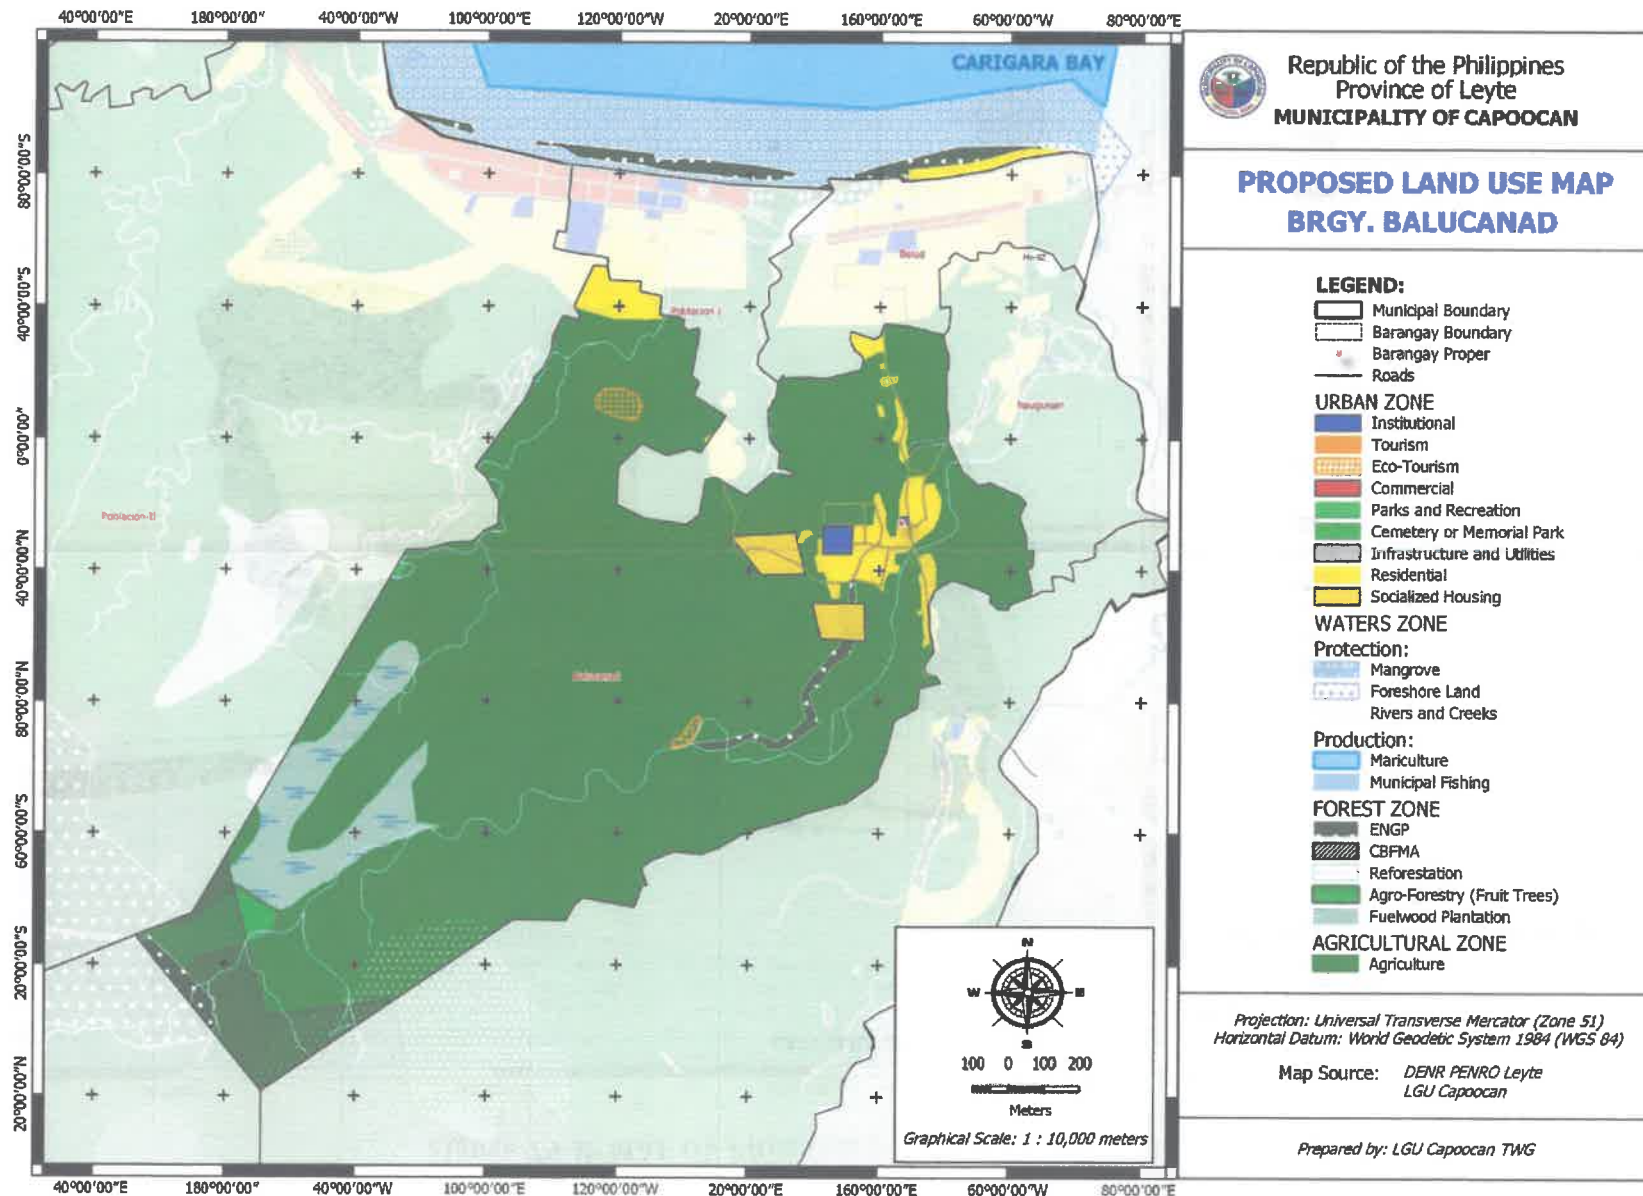 40°00'00"E 180°00'00" 40°00'00"W 100°00'00"E 120°00'00"W 20°00'00"E 160°00'00"E 60°00'00"W 80°00'00"E
88°00'00"S
40°00'00"S
0°00'00"
40°00'00"N
80°00'00"N
60°00'00"S
20°00'00"S
20°00'00"N
CARIGARA BAY
Balud
Poblacion I
Poblacion-II
Balucanad
N
W E
S
100 0 100 200
Meters
Graphical Scale: 1 : 10,000 meters
40°00'00"E 180°00'00" 40°00'00"W 100°00'00"E 120°00'00"W 20°00'00"E 160°00'00"E 60°00'00"W 80°00'00"E
Republic of the Philippines
Province of Leyte
MUNICIPALITY OF CAPOOCAN
PROPOSED LAND USE MAP
BRGY. BALUCANAD
LEGEND:
Municipal Boundary
Barangay Boundary
Barangay Proper
Roads
URBAN ZONE
Institutional
Tourism
Eco-Tourism
Commercial
Parks and Recreation
Cemetery or Memorial Park
Infrastructure and Utilities
Residential
Socialized Housing
WATERS ZONE
Protection:
Mangrove
Foreshore Land
Rivers and Creeks
Production:
Mariculture
Municipal Fishing
FOREST ZONE
ENGP
CBFMA
Reforestation
Agro-Forestry (Fruit Trees)
Fuelwood Plantation
AGRICULTURAL ZONE
Agriculture
Projection: Universal Transverse Mercator (Zone 51)
Horizontal Datum: World Geodetic System 1984 (WGS 84)
Map Source: DENR PENRO Leyte
LGU Capoocan
Prepared by: LGU Capoocan TWG